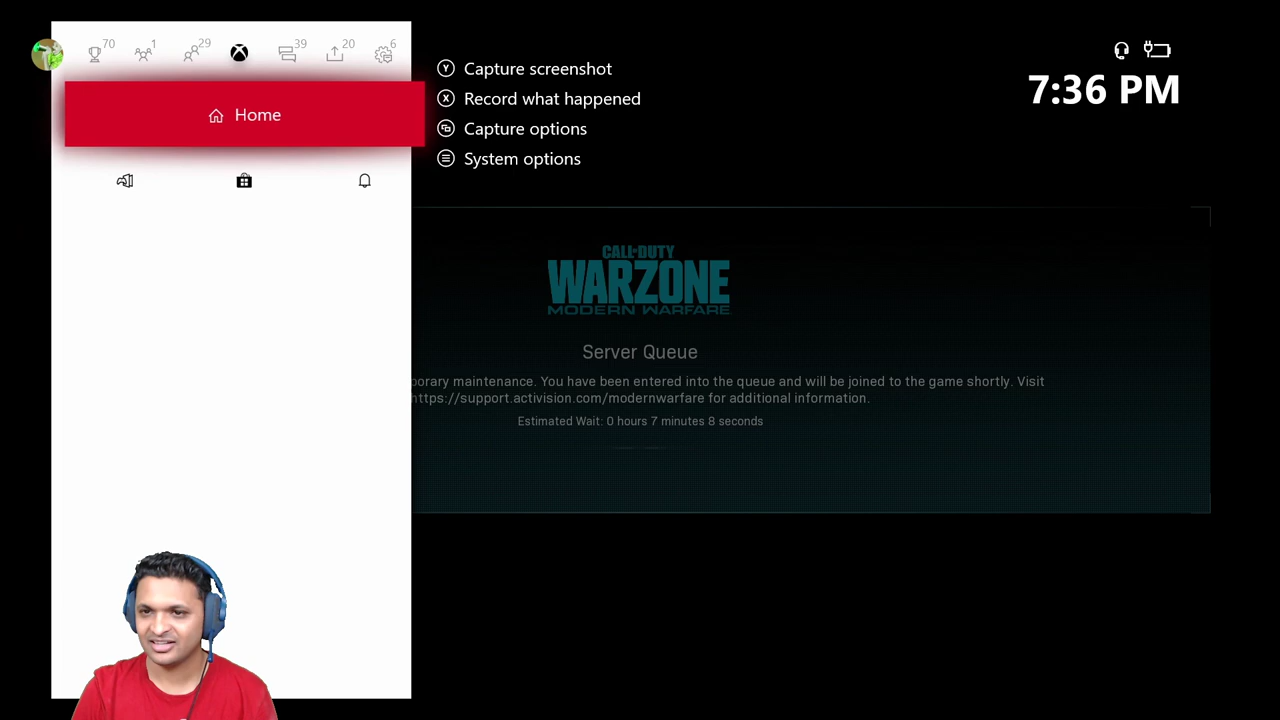 70
1
29
39
20
6
Home
Y Capture screenshot
X Record what happened
Capture options
System options
7:36 PM
CALL OF DUTY
WARZONE
MODERN WARFARE
Server Queue
maintenance. You have been entered into the queue and will be joined to the game shortly. Visit
https://support.activision.com/modernwarfare for additional information.
Estimated Wait: 0 hours 7 minutes 8 seconds